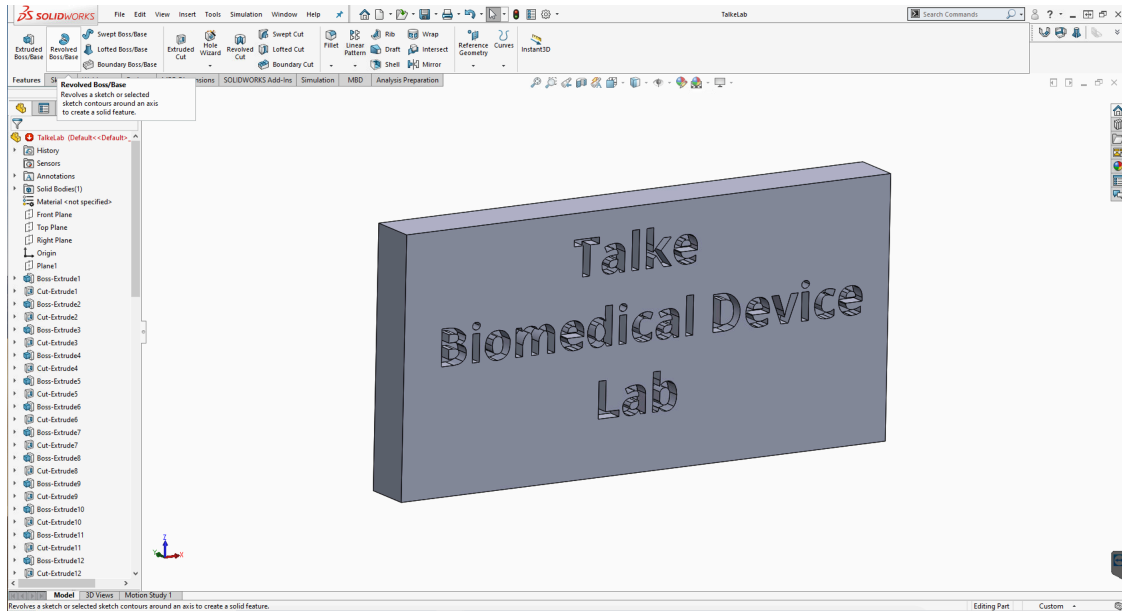 SOLIDWORKS File Edit View Insert Tools Simulation Window Help TalkeLab Search Commands
Extruded Boss/Base
Revolved Boss/Base
Swept Boss/Base
Lofted Boss/Base
Boundary Boss/Base
Extruded Cut
Hole Wizard
Revolved Cut
Swept Cut
Lofted Cut
Boundary Cut
Fillet
Linear Pattern
Rib
Draft
Shell
Wrap
Intersect
Mirror
Reference Geometry
Curves
Instant3D
Features SOLIDWORKS Add-Ins Simulation MBD Analysis Preparation
Revolved Boss/Base
Revolves a sketch or selected
sketch contours around an axis
to create a solid feature.
TalkeLab (Default<<Default>_
History
Sensors
Annotations
Solid Bodies(1)
Material <not specified>
Front Plane
Top Plane
Right Plane
Origin
Plane1
Boss-Extrude1
Cut-Extrude1
Boss-Extrude2
Cut-Extrude2
Boss-Extrude3
Cut-Extrude3
Boss-Extrude4
Cut-Extrude4
Boss-Extrude5
Cut-Extrude5
Boss-Extrude6
Cut-Extrude6
Boss-Extrude7
Cut-Extrude7
Boss-Extrude8
Cut-Extrude8
Boss-Extrude9
Cut-Extrude9
Boss-Extrude10
Cut-Extrude10
Boss-Extrude11
Cut-Extrude11
Boss-Extrude12
Cut-Extrude12
Talke
Biomedical Device
Lab
Z
Y
X
Model 3D Views Motion Study 1
Revolves a sketch or selected sketch contours around an axis to create a solid feature. Editing Part Custom